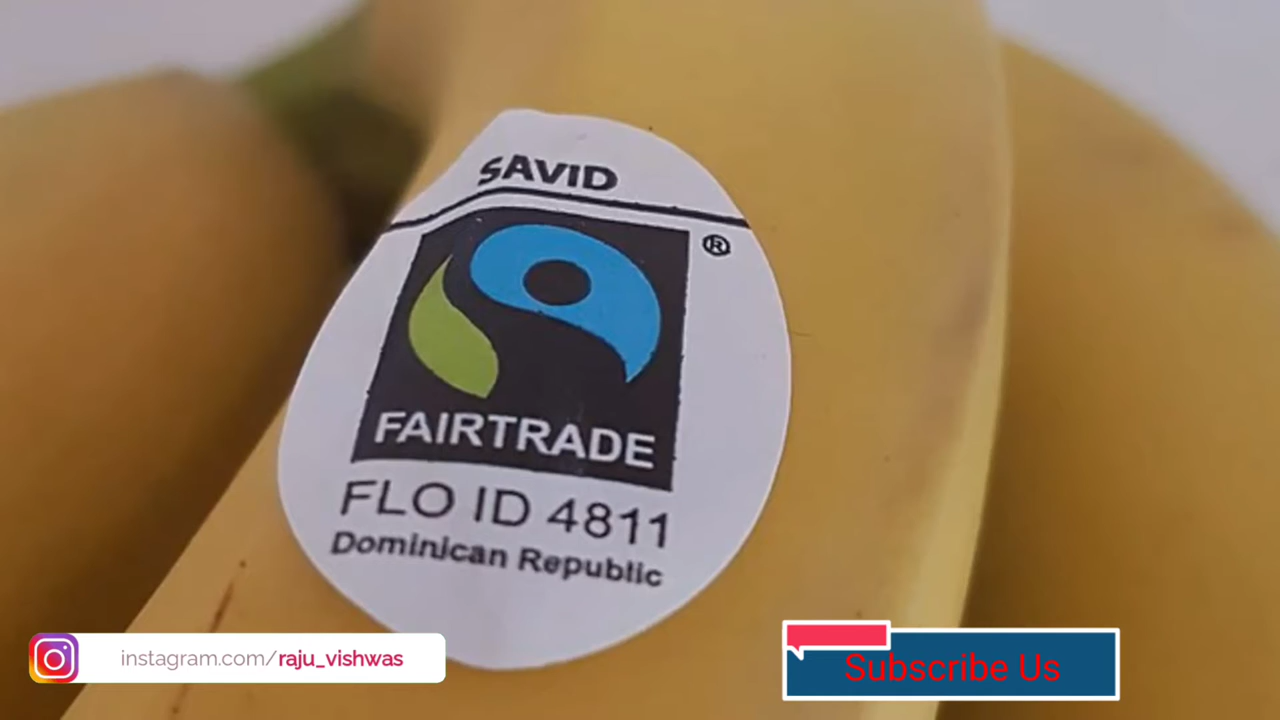 SAVID
®
FAIRTRADE
FLO ID 4811
Dominican Republic
instagram.com/raju_vishwas
Subscribe Us